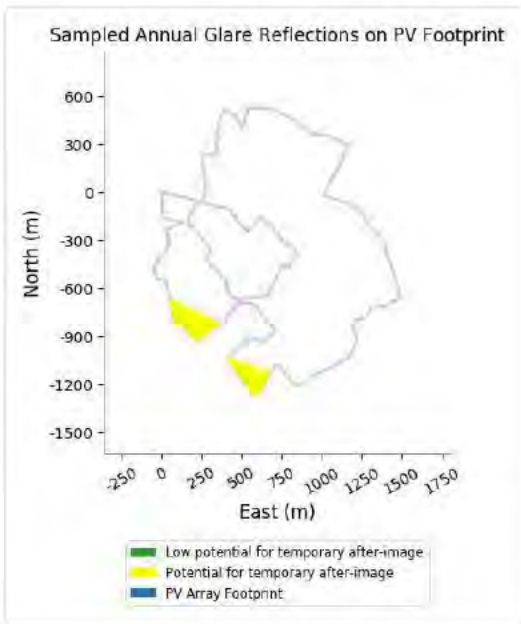 Sampled Annual Glare Reflections on PV Footprint
600
300
0
-300
-600
-900
-1200
-1500
North (m)
-250
0
250
500
750
1000
1250
1500
1750
East (m)
Low potential for temporary after-image
Potential for temporary after-image
PV Array Footprint